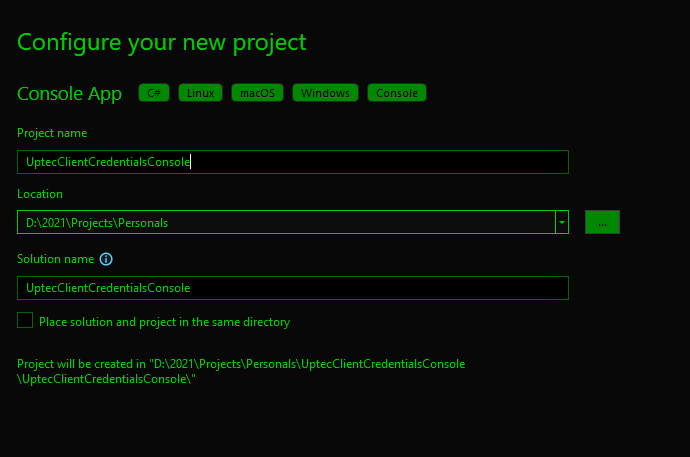 Configure your new project
Console App C# Linux macOS Windows Console
Project name
UptecClientCredentialsConsole
Location
D:\2021\Projects\Personals
...
Solution name
UptecClientCredentialsConsole
Place solution and project in the same directory
Project will be created in "D:\2021\Projects\Personals\UptecClientCredentialsConsole
\UptecClientCredentialsConsole\"